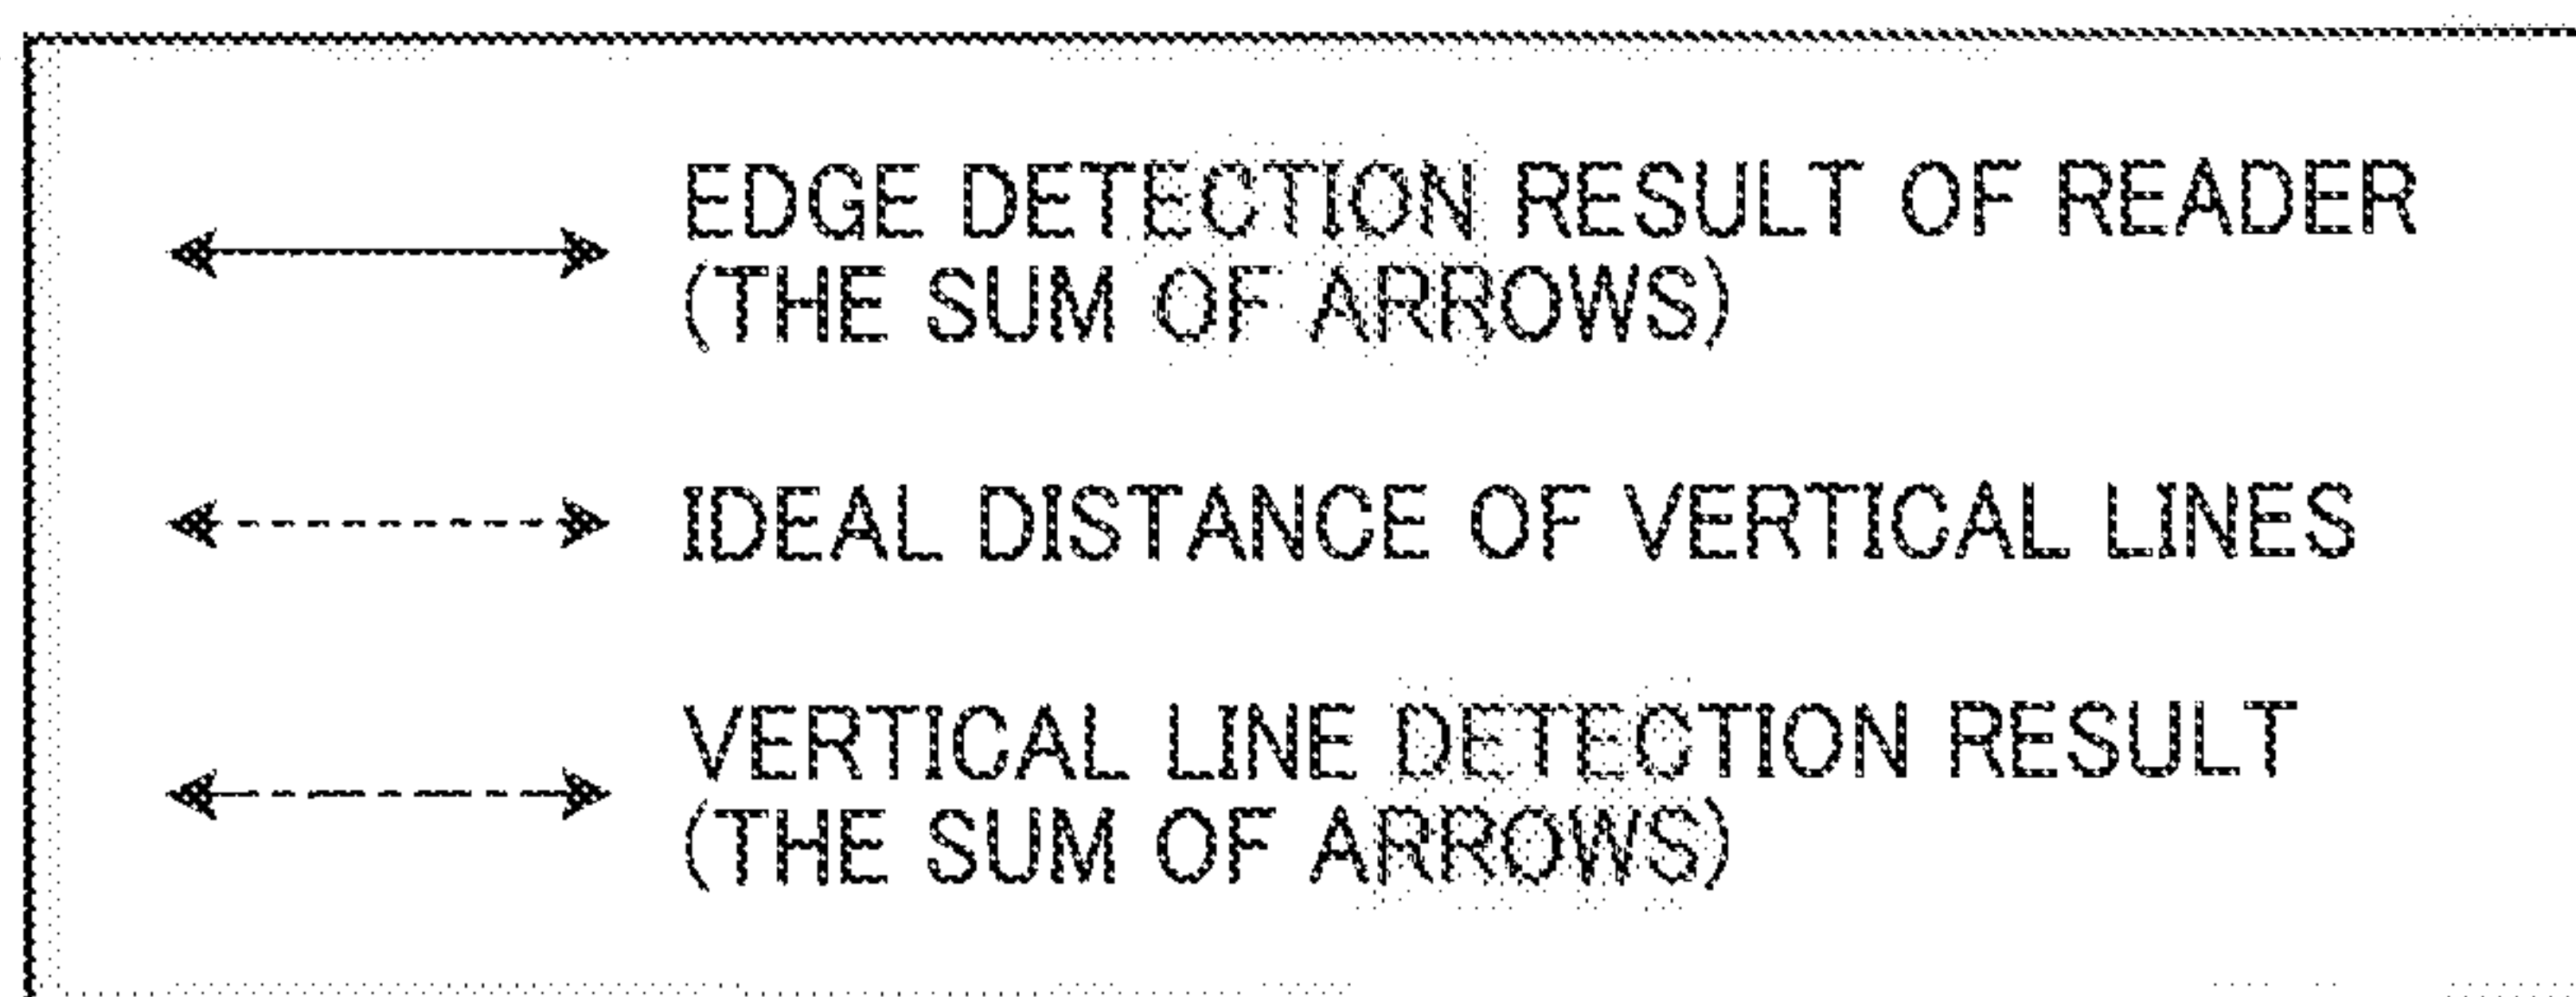 EDGE DETECTION RESULT OF READER
(THE SUM OF ARROWS)
IDEAL DISTANCE OF VERTICAL LINES
VERTICAL LINE DETECTION RESULT
(THE SUM OF ARROWS)